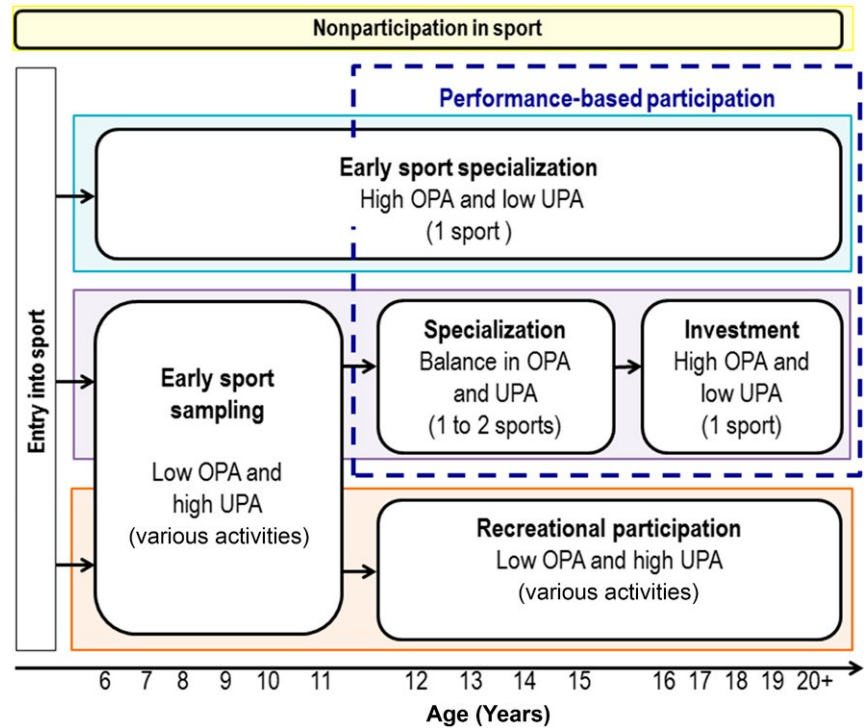 Nonparticipation in sport
Performance-based participation
Entry into sport
Early sport specialization
High OPA and low UPA
(1 sport )
Early sport
sampling
Low OPA and
high UPA
(various activities)
Specialization
Balance in OPA
and UPA
(1 to 2 sports)
Investment
High OPA and
low UPA
(1 sport)
Recreational participation
Low OPA and high UPA
(various activities)
6 7 8 9 10 11 12 13 14 15 16 17 18 19 20+
Age (Years)